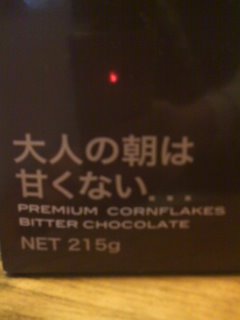 大人の朝は
甘くない...
PREMIUM CORNFLAKES
BITTER CHOCOLATE
NET 215g